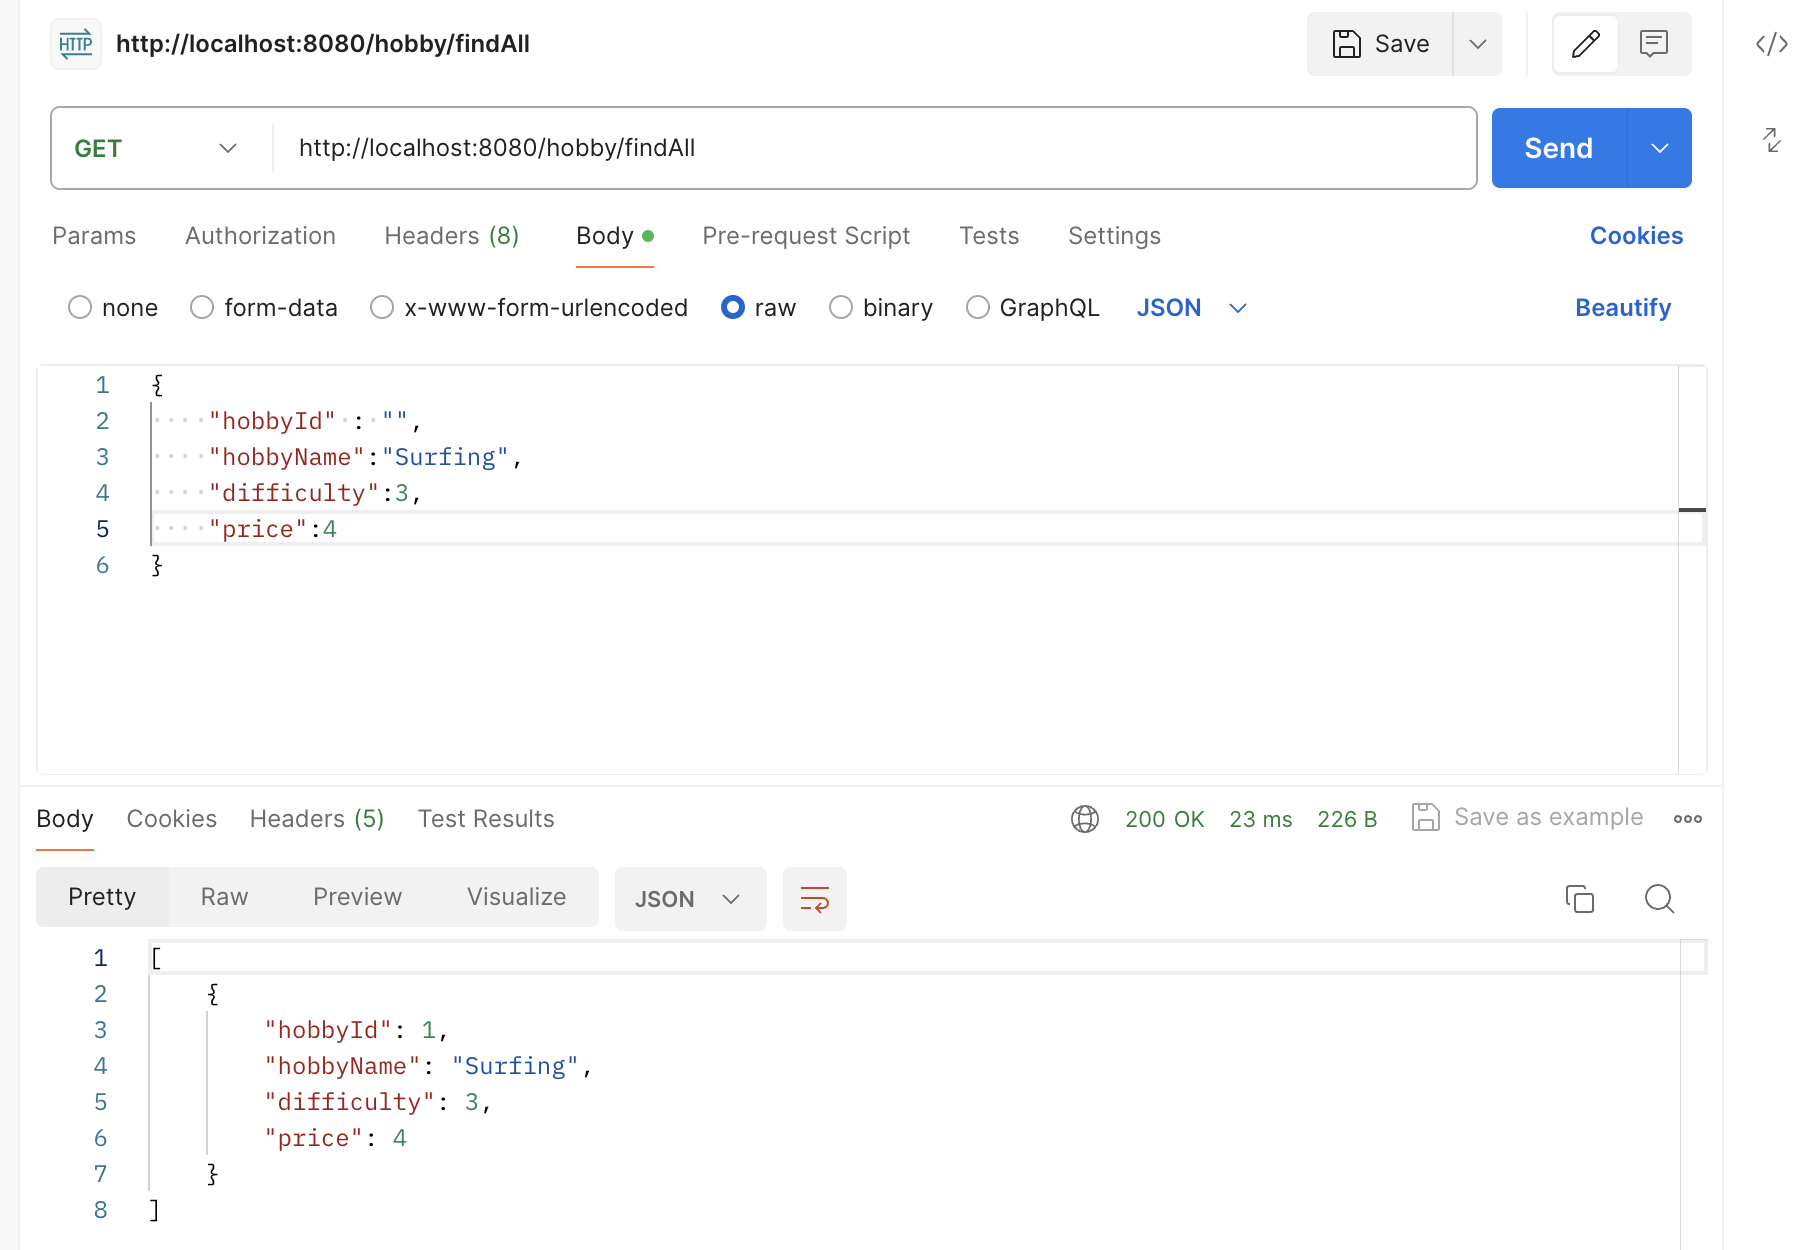 HTTP http://localhost:8080/hobby/findAll Save
GET http://localhost:8080/hobby/findAll Send
Params Authorization Headers (8) Body Pre-request Script Tests Settings Cookies
none form-data x-www-form-urlencoded raw binary GraphQL JSON Beautify
1 {
2 "hobbyId" : "",
3 "hobbyName":"Surfing",
4 "difficulty":3,
5 "price":4
6 }
Body Cookies Headers (5) Test Results 200 OK 23 ms 226 B Save as example
Pretty Raw Preview Visualize JSON
1 [
2 {
3 "hobbyId": 1,
4 "hobbyName": "Surfing",
5 "difficulty": 3,
6 "price": 4
7 }
8 ]